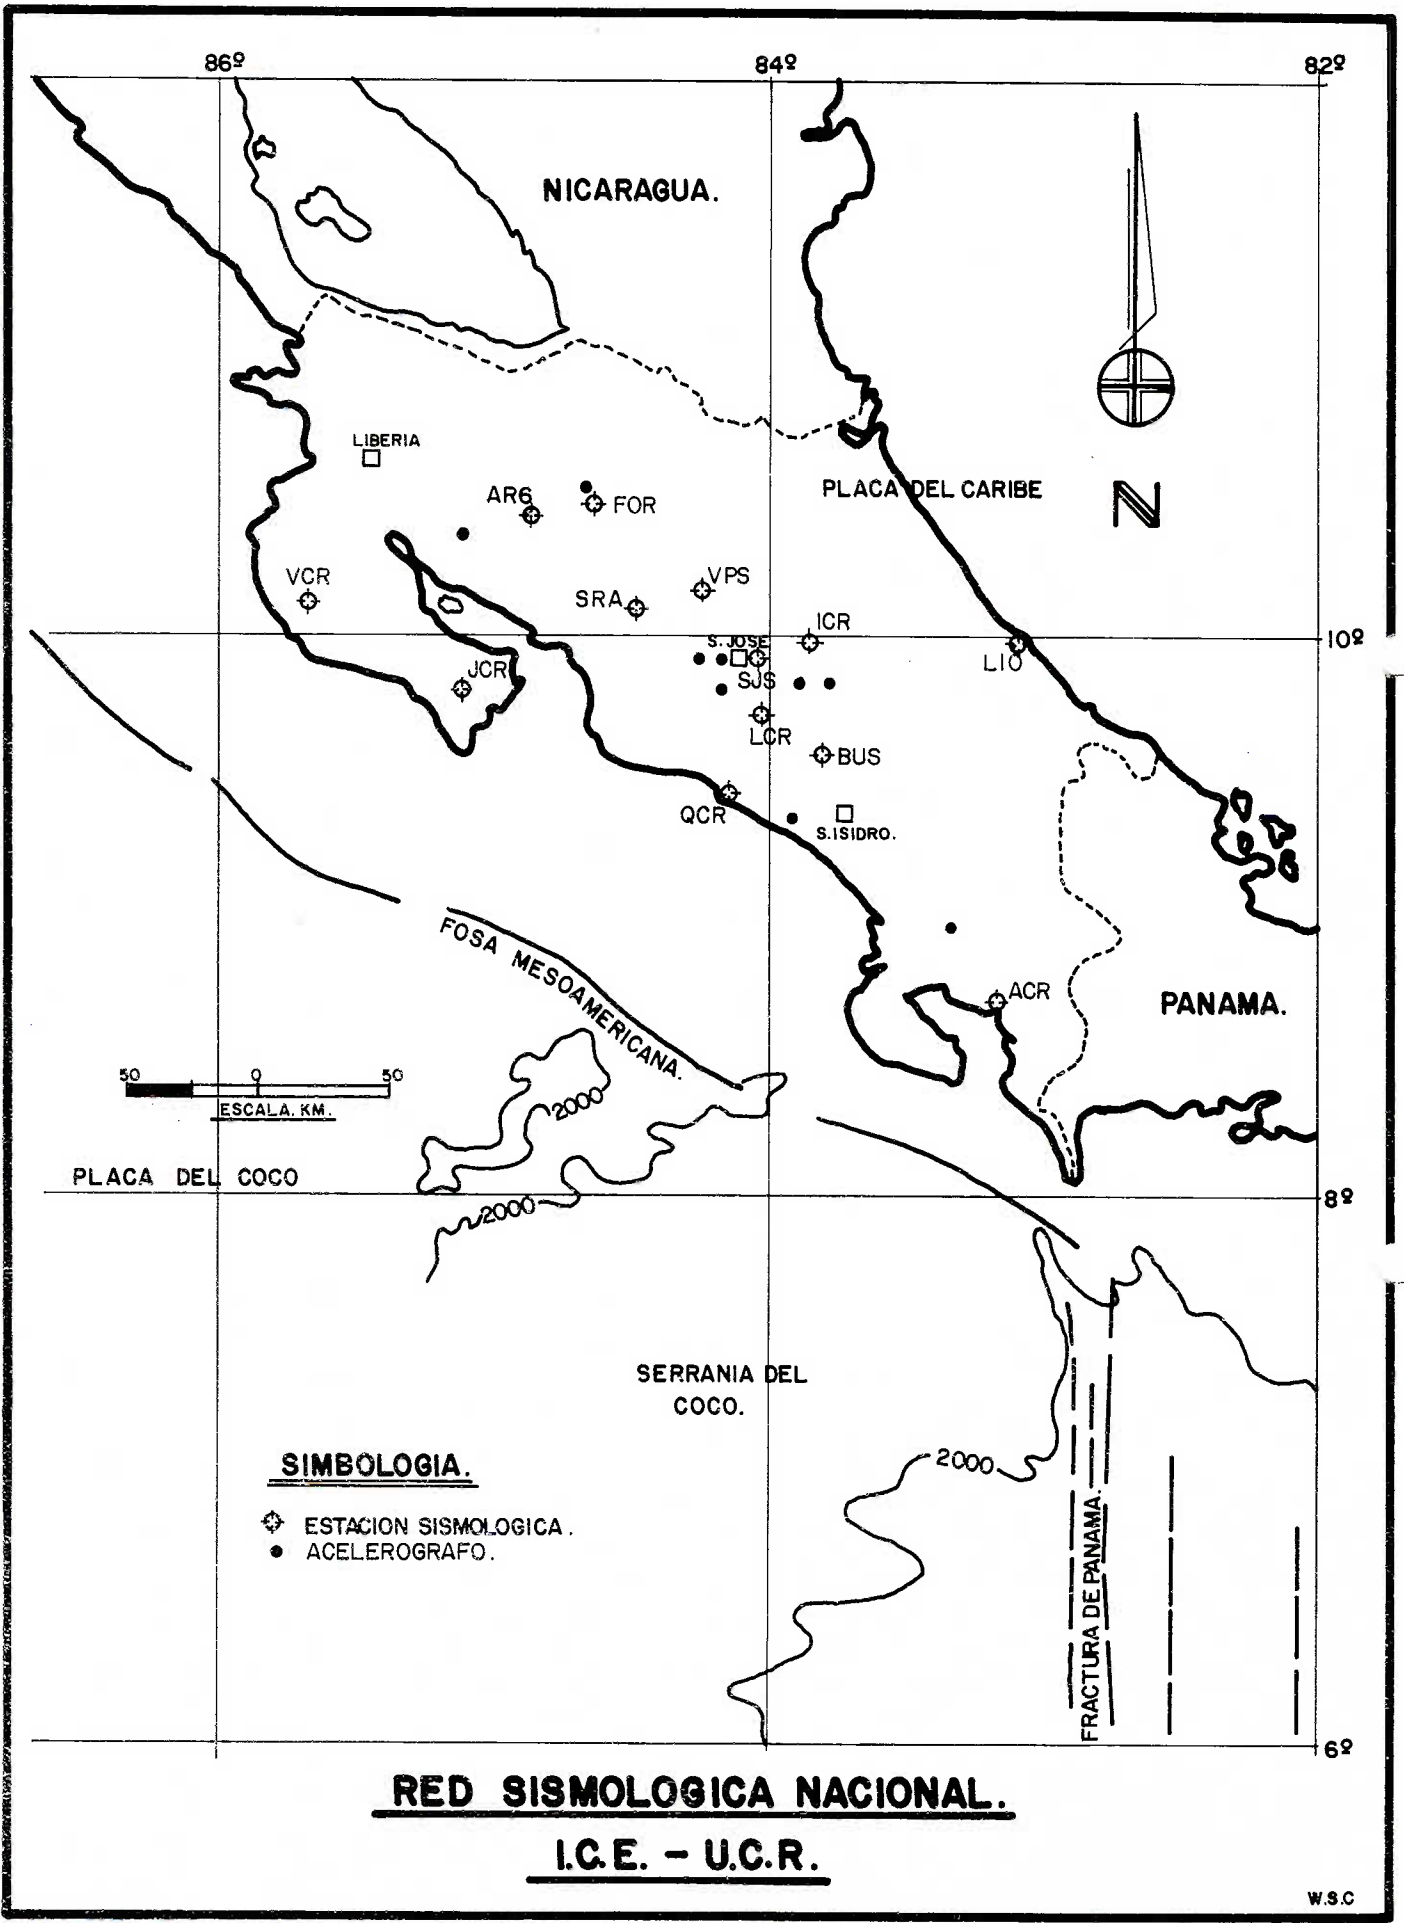 86º
84º
82º
NICARAGUA.
LIBERIA
AR6
FOR
PLACA DEL CARIBE
N
VCR
VPS
SRA
ICR
10º
S. JOSE
LIO
JCR
SJS
LCR
BUS
QCR
S. ISIDRO.
FOSA MESOAMERICANA.
ACR
PANAMA.
50 0 50
ESCALA. KM.
2000
PLACA DEL COCO
8º
2000
SERRANIA DEL
COCO.
2000
SIMBOLOGIA.
ESTACION SISMOLOGICA.
ACELEROGRAFO.
FRACTURA DE PANAMA.
6º
RED SISMOLOGICA NACIONAL.
I.C.E. - U.C.R.
W.S.C